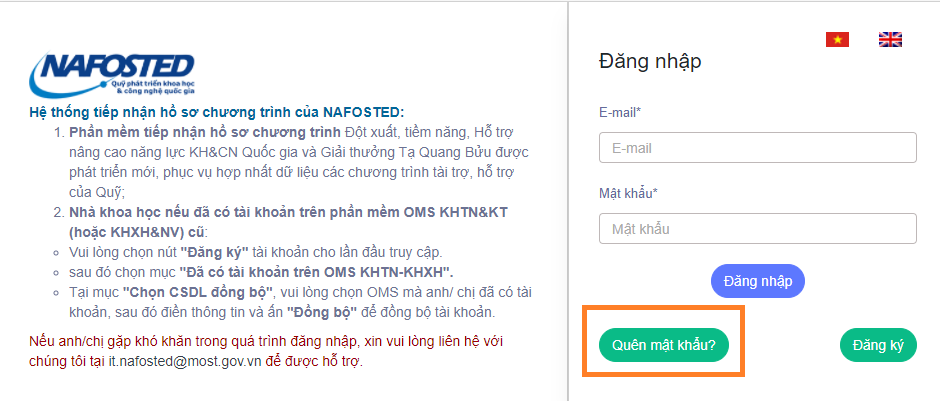 NAFOSTED
Quỹ phát triển khoa học
& công nghệ quốc gia
Hệ thống tiếp nhận hồ sơ chương trình của NAFOSTED:
1. Phần mềm tiếp nhận hồ sơ chương trình Đột xuất, tiềm năng, Hỗ trợ
nâng cao năng lực KH&CN Quốc gia và Giải thưởng Tạ Quang Bửu được
phát triển mới, phục vụ hợp nhất dữ liệu các chương trình tài trợ, hỗ trợ
của Quỹ;
2. Nhà khoa học nếu đã có tài khoản trên phần mềm OMS KHTN&KT
(hoặc KHXH&NV) cũ:
Vui lòng chọn nút "Đăng ký" tài khoản cho lần đầu truy cập.
sau đó chọn mục "Đã có tài khoản trên OMS KHTN-KHXH".
Tại mục "Chọn CSDL đồng bộ", vui lòng chọn OMS mà anh/ chị đã có tài
khoản, sau đó điền thông tin và ấn "Đồng bộ" để đồng bộ tài khoản.
Nếu anh/chị gặp khó khăn trong quá trình đăng nhập, xin vui lòng liên hệ với
chúng tôi tại it.nafosted@most.gov.vn để được hỗ trợ.
Đăng nhập
E-mail*
E-mail
Mật khẩu*
Mật khẩu
Đăng nhập
Quên mật khẩu?
Đăng ký